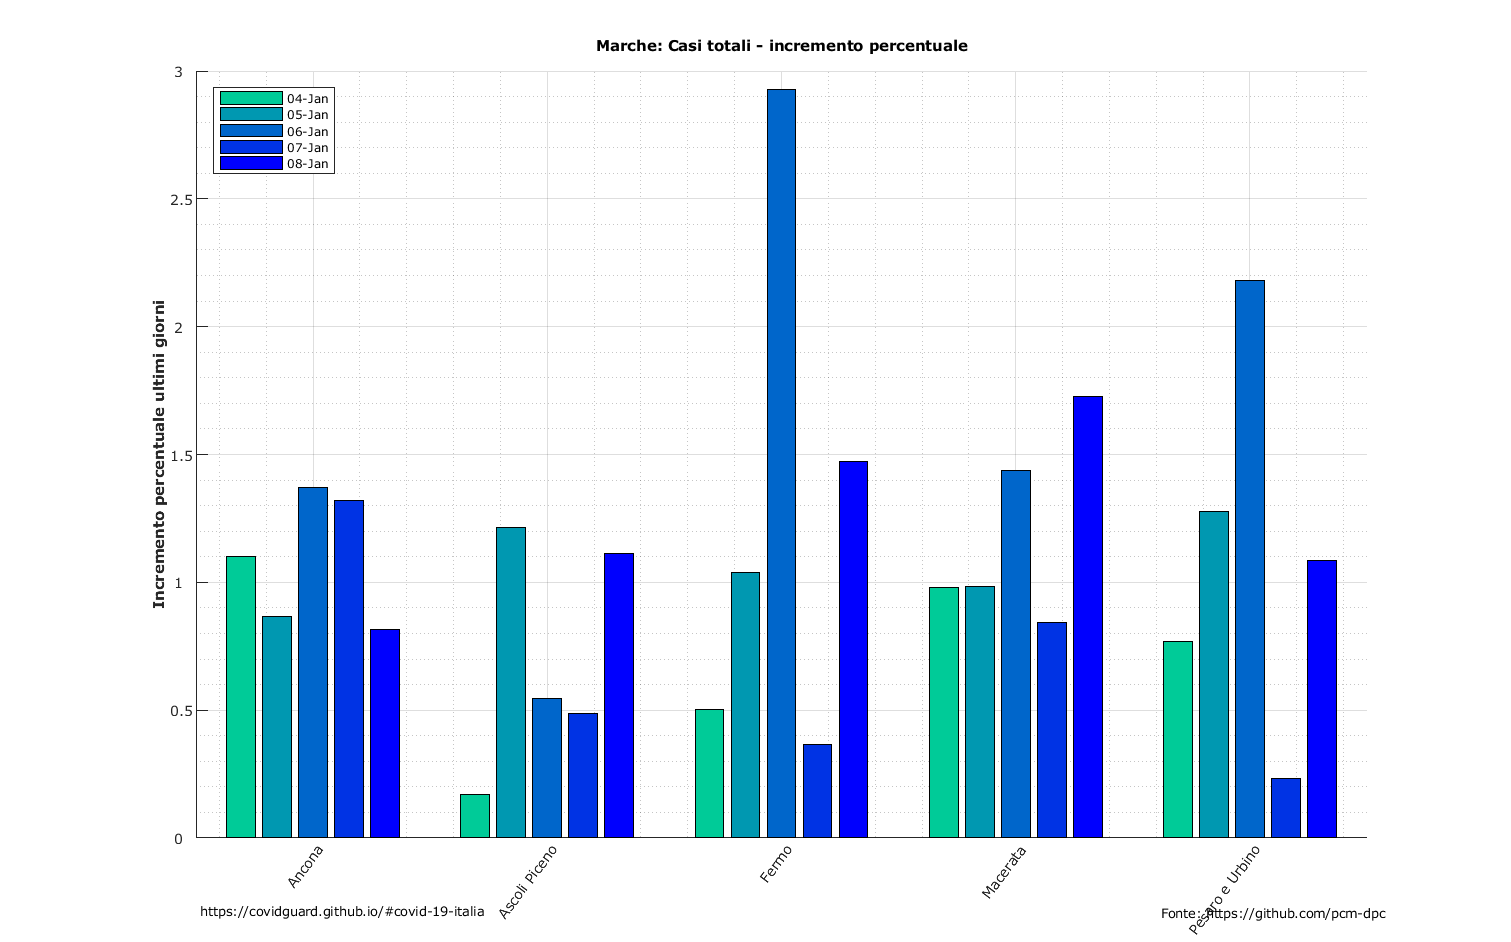 Marche: Casi totali - incremento percentuale
3
2.5
2
1.5
1
0.5
0
Incremento percentuale ultimi giorni
04-Jan
05-Jan
06-Jan
07-Jan
08-Jan
Ancona
Ascoli Piceno
Fermo
Macerata
Pesaro e Urbino
https://covidguard.github.io/#covid-19-italia
Fonte: https://github.com/pcm-dpc